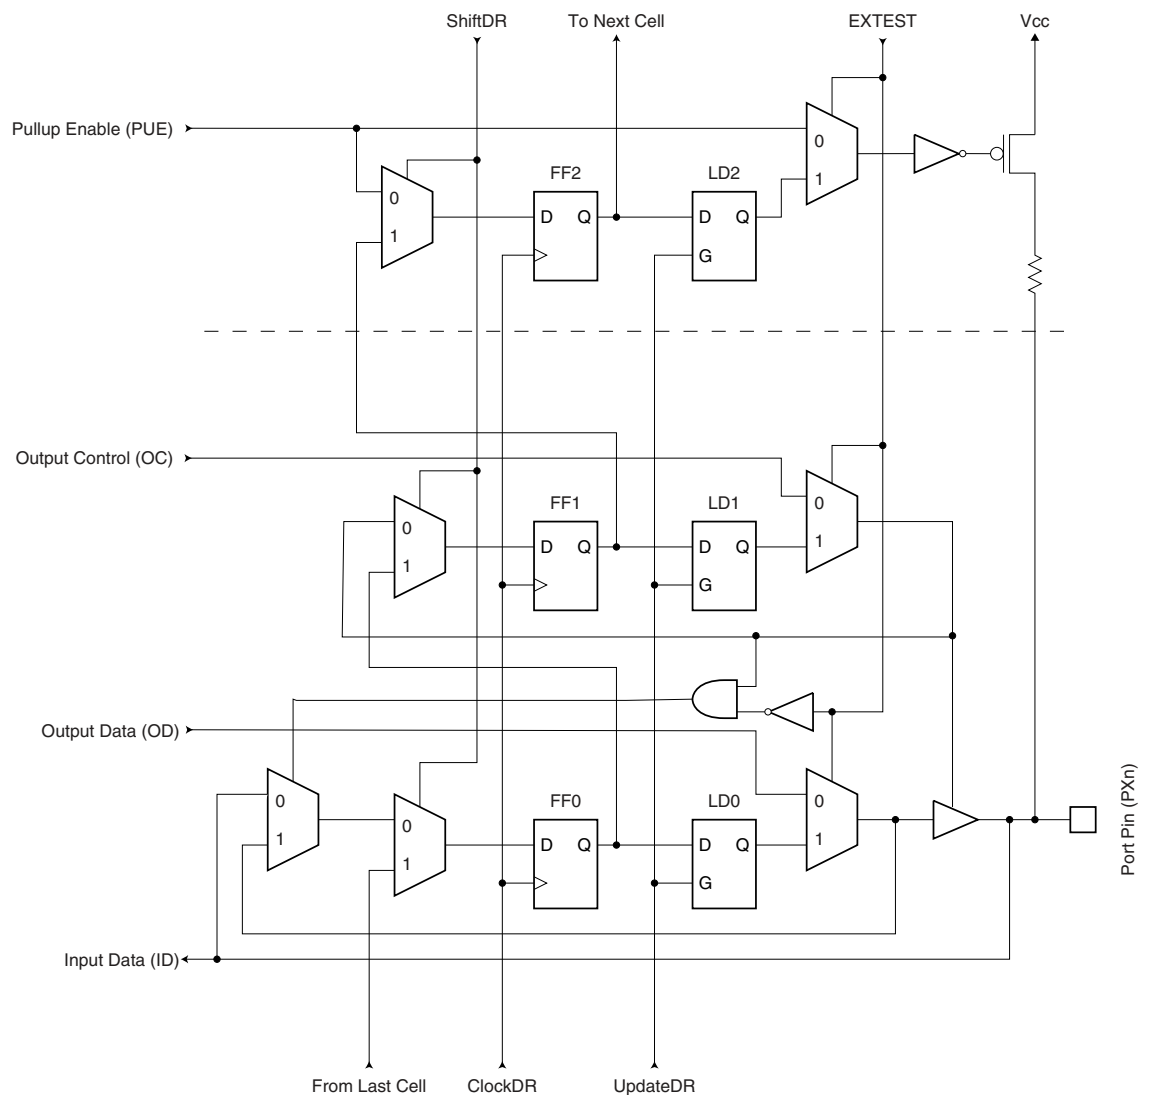 ShiftDR
To Next Cell
EXTEST
Vcc
Pullup Enable (PUE)
0
1
FF2
D Q
LD2
D Q
G
0
1
Output Control (OC)
0
1
FF1
D Q
LD1
D Q
G
0
1
Output Data (OD)
0
1
0
1
FF0
D Q
LD0
D Q
G
0
1
Port Pin (PXn)
Input Data (ID)
From Last Cell
ClockDR
UpdateDR